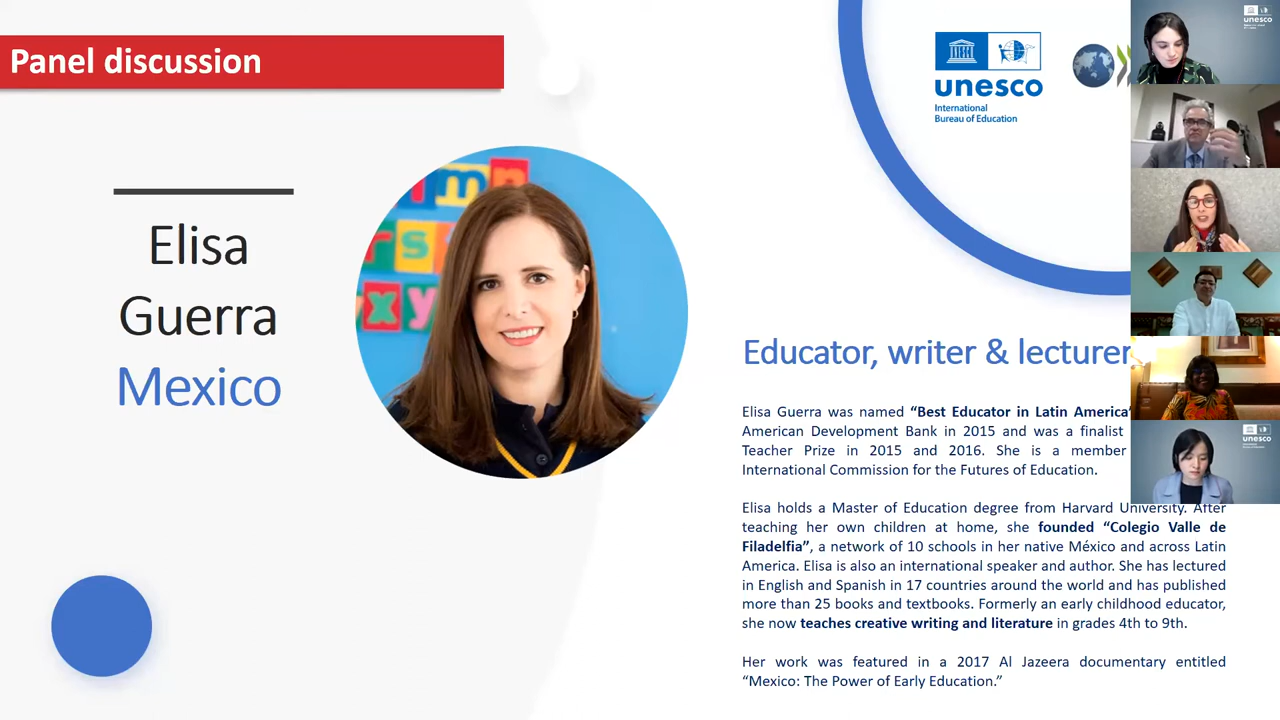 Panel discussion
Elisa
Guerra
Mexico
unesco
International
Bureau of Education
Educator, writer & lecturer
Elisa Guerra was named “Best Educator in Latin America”
American Development Bank in 2015 and was a finalist
Teacher Prize in 2015 and 2016. She is a member
International Commission for the Futures of Education.
Elisa holds a Master of Education degree from Harvard University. After
teaching her own children at home, she founded “Colegio Valle de
Filadelfia”, a network of 10 schools in her native México and across Latin
America. Elisa is also an international speaker and author. She has lectured
in English and Spanish in 17 countries around the world and has published
more than 25 books and textbooks. Formerly an early childhood educator,
she now teaches creative writing and literature in grades 4th to 9th.
Her work was featured in a 2017 Al Jazeera documentary entitled
“Mexico: The Power of Early Education.”
unesco
unesco